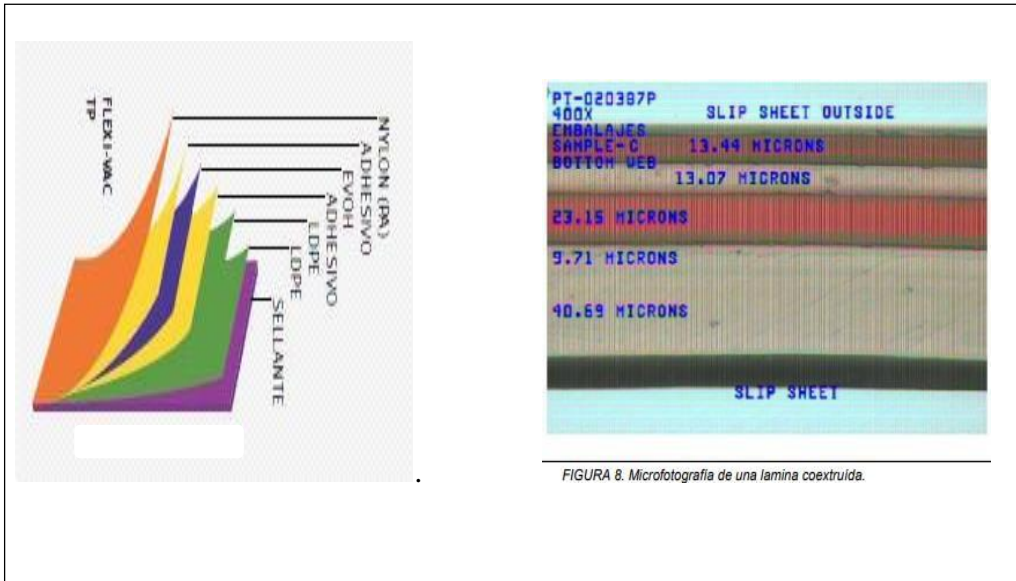 FLEXI-VAC
TP
NYLON (PA)
ADHESIVO
EVOH
ADHESIVO
LDPE
LDPE
SELLANTE
.
PT-020387P
400X
SLIP SHEET OUTSIDE
EMBALAJES
SAMPLE-C
13.44 MICRONS
BOTTOM WEB
13.07 MICRONS
23.15 MICRONS
9.71 MICRONS
40.69 MICRONS
SLIP SHEET
FIGURA 8. Microfotografía de una lamina coextruída.